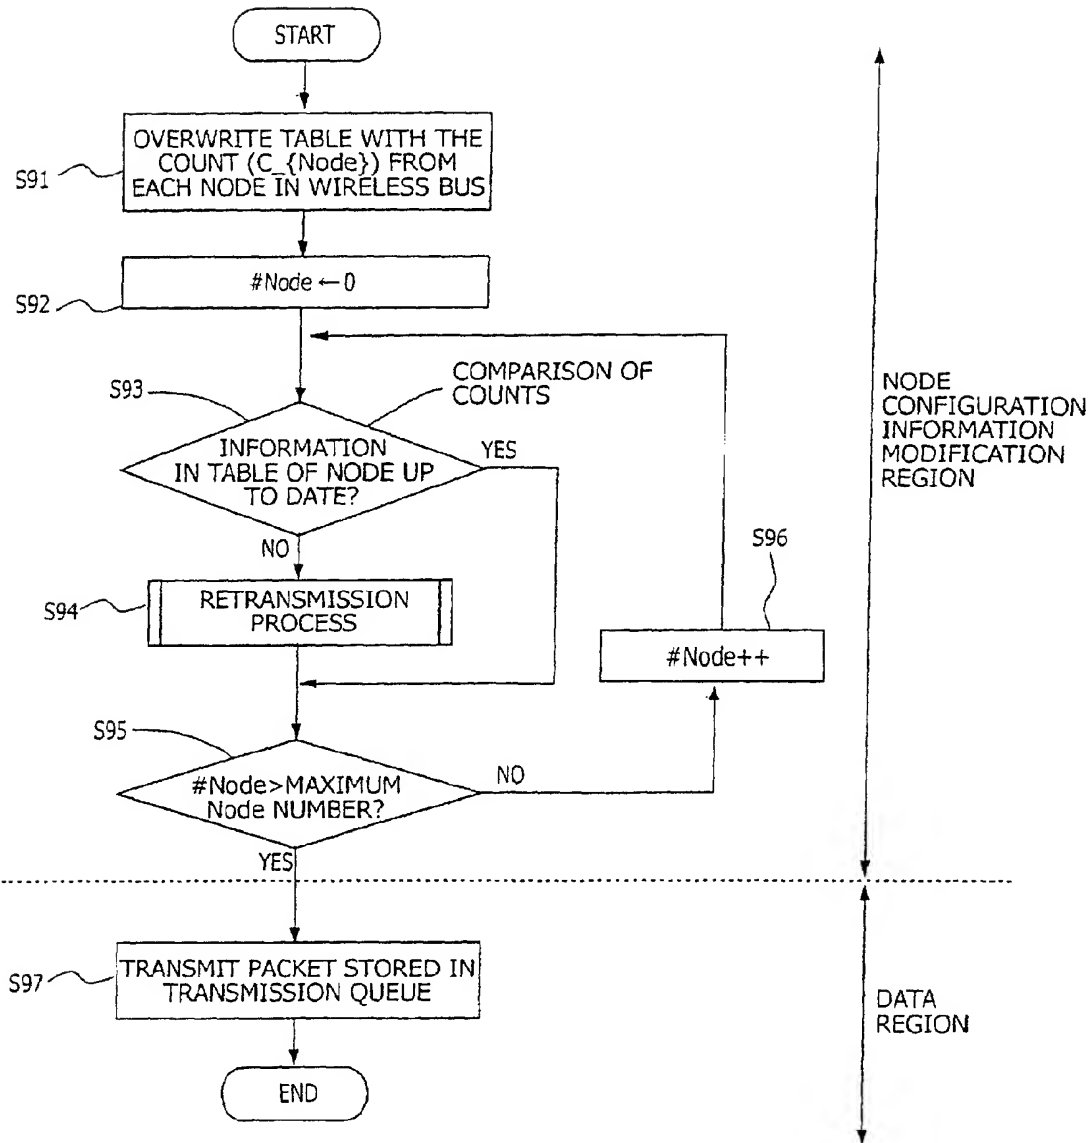 START
OVERWRITE TABLE WITH THE
COUNT (C_{Node}) FROM
EACH NODE IN WIRELESS BUS
S91
#Node←0
S92
COMPARISON OF
COUNTS
S93
INFORMATION
IN TABLE OF NODE UP
TO DATE?
YES
NO
S94
RETRANSMISSION
PROCESS
S96
#Node++
S95
#Node>MAXIMUM
Node NUMBER?
NO
YES
NODE
CONFIGURATION
INFORMATION
MODIFICATION
REGION
S97
TRANSMIT PACKET STORED IN
TRANSMISSION QUEUE
DATA
REGION
END